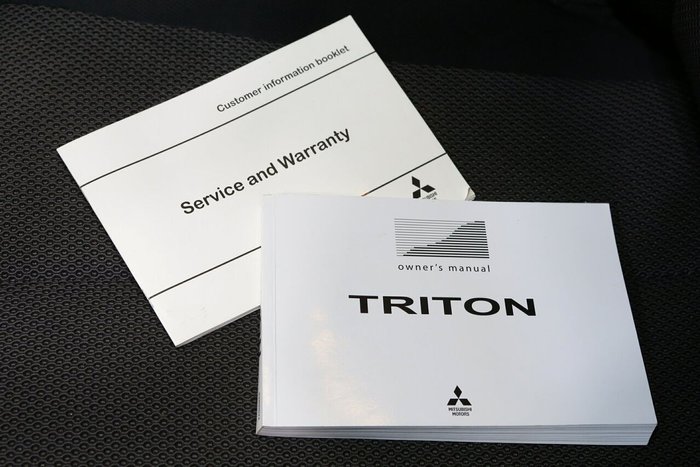 Customer information booklet
Service and Warranty
owner's manual
TRITON
MITSUBISHI
MOTORS